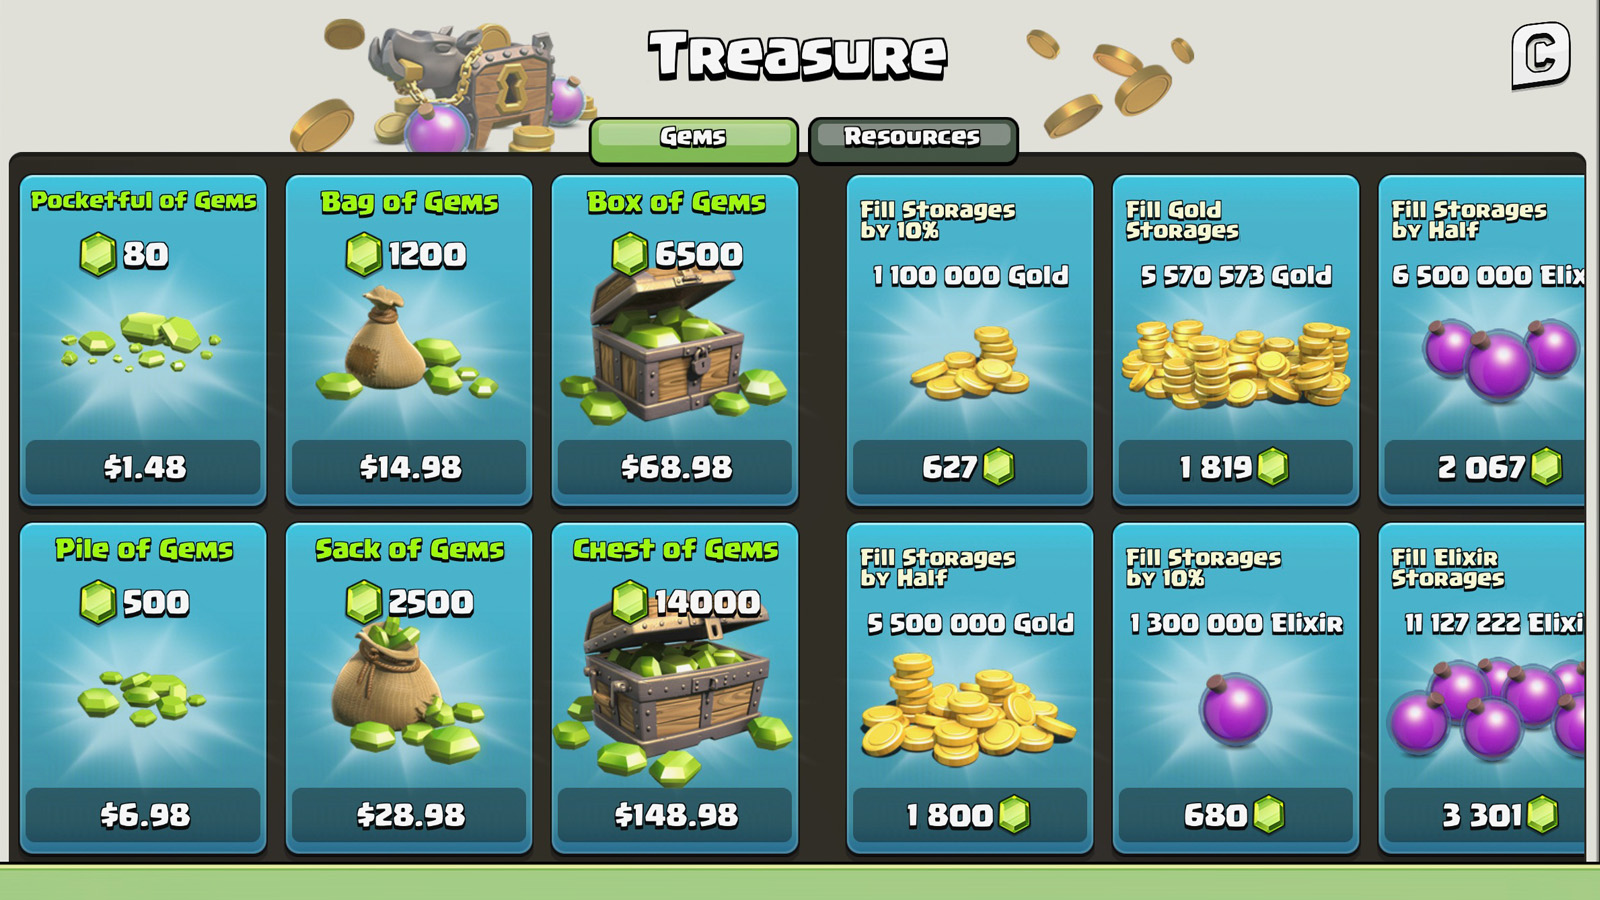 Treasure
C
Gems
Resources
Pocketful of Gems
80
$1.48
Bag of Gems
1200
$14.98
Box of Gems
6500
$68.98
Fill Storages
by 10%
1 100 000 Gold
627
Fill Gold
Storages
5 570 573 Gold
1 819
Fill Storages
by Half
6 500 000 Elix
2 067
Pile of Gems
500
$6.98
Sack of Gems
2500
$28.98
Chest of Gems
14000
$148.98
Fill Storages
by Half
5 500 000 Gold
1 800
Fill Storages
by 10%
1 300 000 Elixir
680
Fill Elixir
Storages
11 127 222 Elixi
3 301